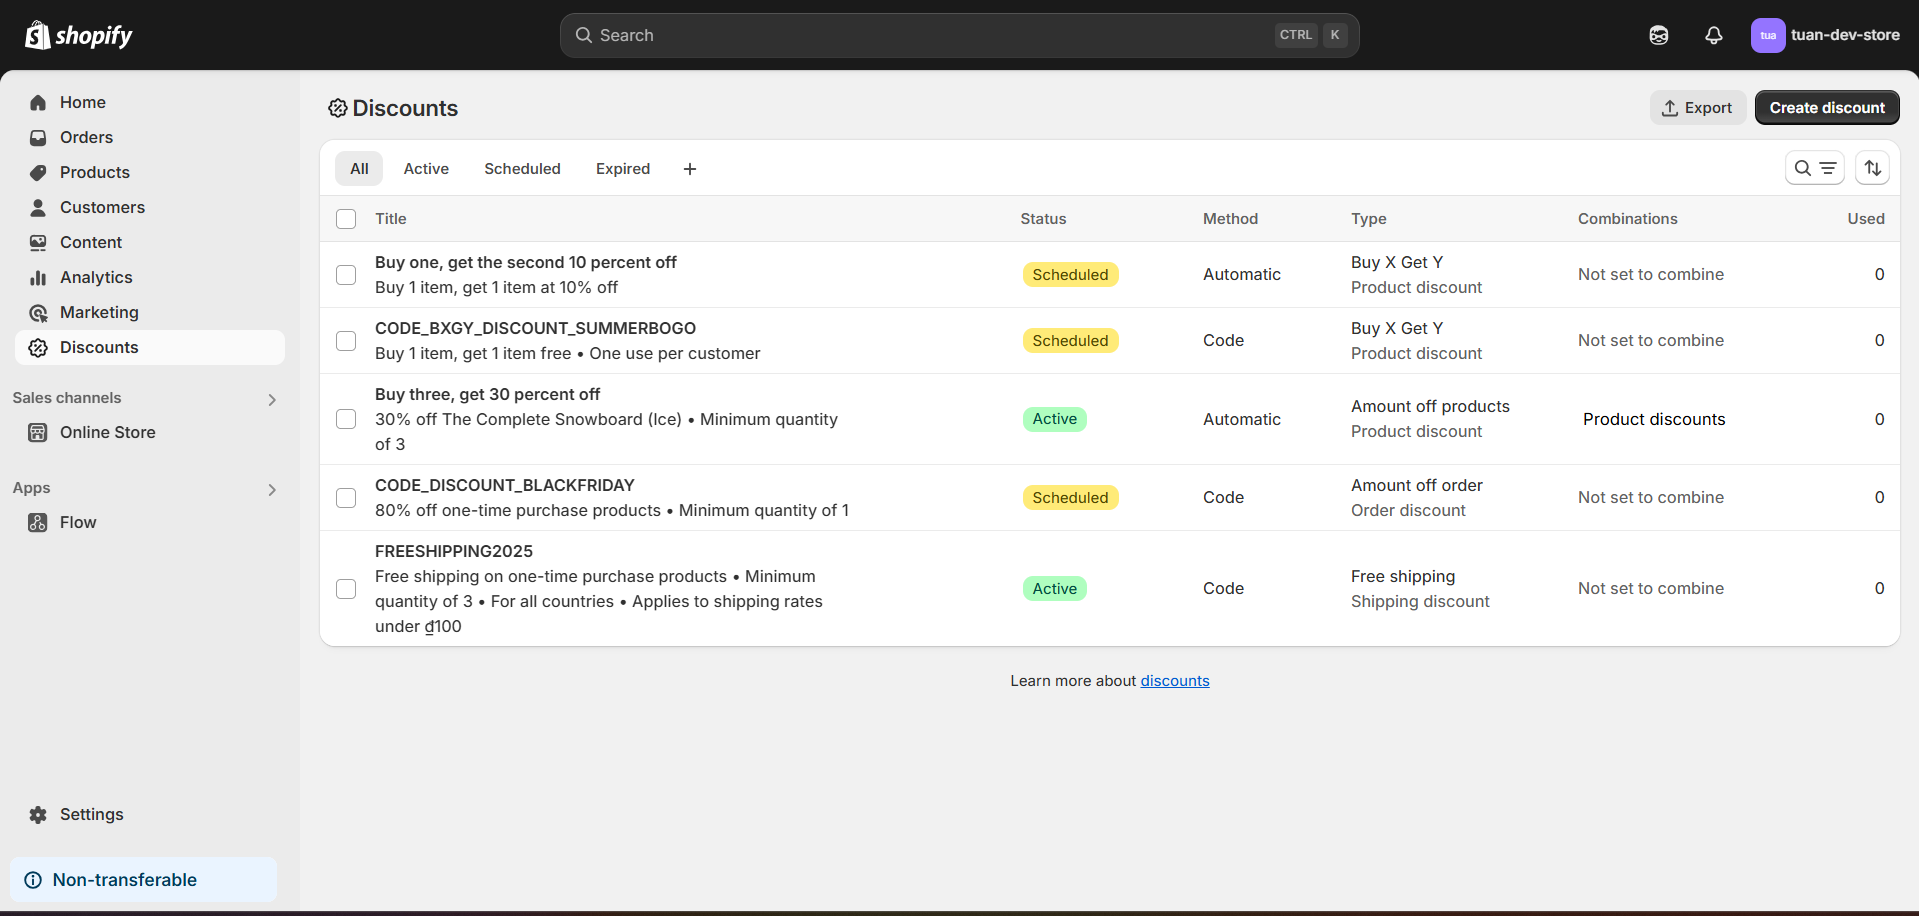 shopify
Search
CTRL K
tua
tuan-dev-store
Home
Orders
Products
Customers
Content
Analytics
Marketing
Discounts
Sales channels
Online Store
Apps
Flow
Settings
Non-transferable
Discounts
Export
Create discount
All Active Scheduled Expired +
Title Status Method Type Combinations Used
Buy one, get the second 10 percent off
Buy 1 item, get 1 item at 10% off
Scheduled
Automatic
Buy X Get Y
Product discount
Not set to combine
0
CODE_BXGY_DISCOUNT_SUMMERBOGO
Buy 1 item, get 1 item free • One use per customer
Scheduled
Code
Buy X Get Y
Product discount
Not set to combine
0
Buy three, get 30 percent off
30% off The Complete Snowboard (Ice) • Minimum quantity
of 3
Active
Automatic
Amount off products
Product discount
Product discounts
0
CODE_DISCOUNT_BLACKFRIDAY
80% off one-time purchase products • Minimum quantity of 1
Scheduled
Code
Amount off order
Order discount
Not set to combine
0
FREESHIPPING2025
Free shipping on one-time purchase products • Minimum
quantity of 3 • For all countries • Applies to shipping rates
under ₫100
Active
Code
Free shipping
Shipping discount
Not set to combine
0
Learn more about discounts